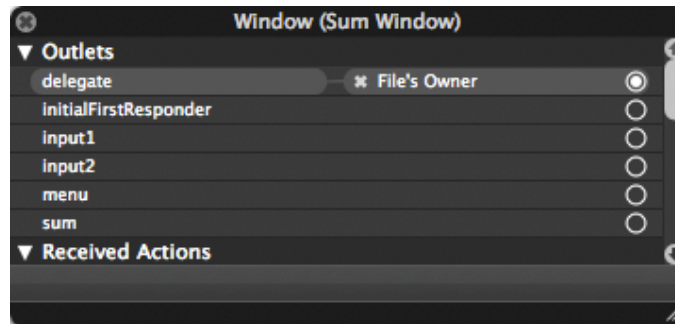 Window (Sum Window)
Outlets
delegate File's Owner
initialFirstResponder
input1
input2
menu
sum
Received Actions